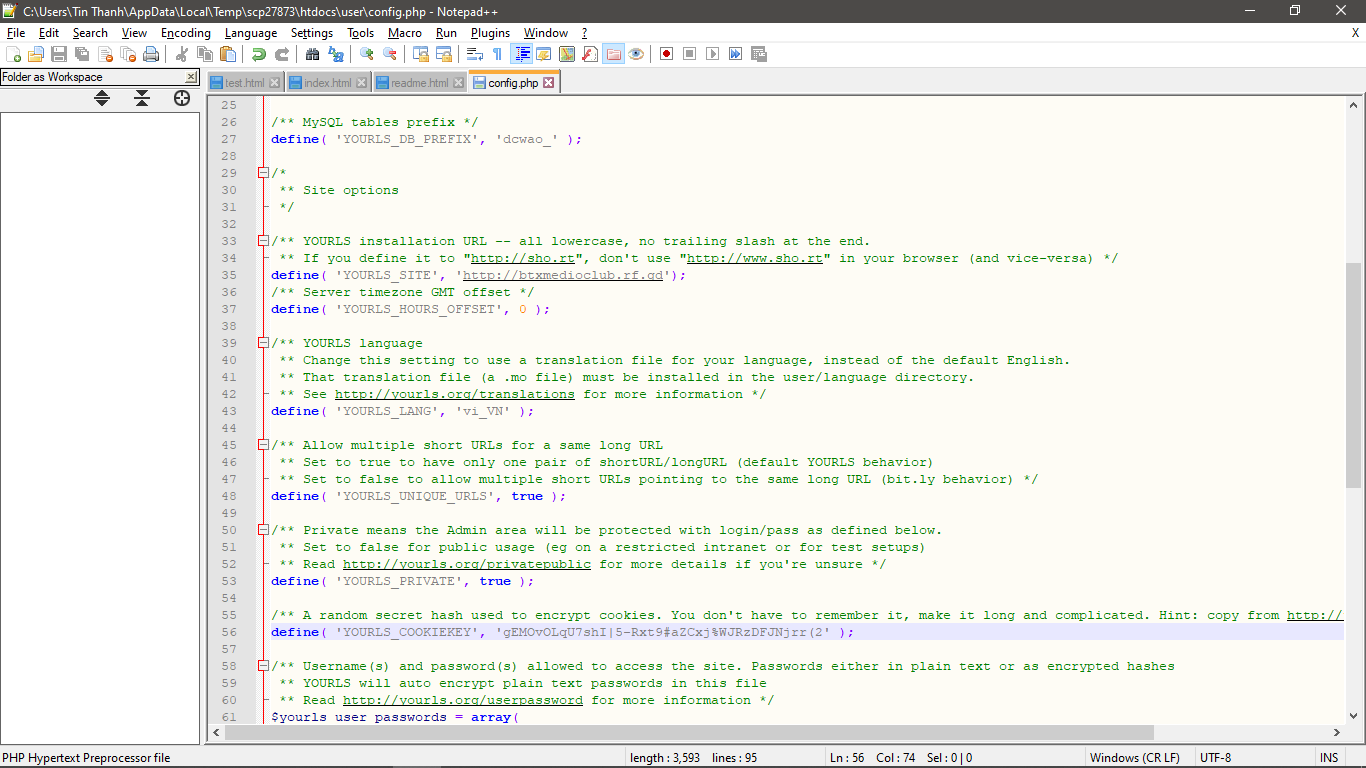 C:\Users\Tin Thanh\AppData\Local\Temp\scp27873\htdocs\user\config.php - Notepad++
File Edit Search View Encoding Language Settings Tools Macro Run Plugins Window ? X
Folder as Workspace
test.html index.html readme.html config.php
25
26 /** MySQL tables prefix */
27 define( 'YOURLS_DB_PREFIX', 'dcwao_' );
28
29 /*
30 ** Site options
31 */
32
33 /** YOURLS installation URL -- all lowercase, no trailing slash at the end.
34 ** If you define it to "http://sho.rt", don't use "http://www.sho.rt" in your browser (and vice-versa) */
35 define( 'YOURLS_SITE', 'http://btxmedioclub.rf.gd');
36 /** Server timezone GMT offset */
37 define( 'YOURLS_HOURS_OFFSET', 0 );
38
39 /** YOURLS language
40 ** Change this setting to use a translation file for your language, instead of the default English.
41 ** That translation file (a .mo file) must be installed in the user/language directory.
42 ** See http://yourls.org/translations for more information */
43 define( 'YOURLS_LANG', 'vi_VN' );
44
45 /** Allow multiple short URLs for a same long URL
46 ** Set to true to have only one pair of shortURL/longURL (default YOURLS behavior)
47 ** Set to false to allow multiple short URLs pointing to the same long URL (bit.ly behavior) */
48 define( 'YOURLS_UNIQUE_URLS', true );
49
50 /** Private means the Admin area will be protected with login/pass as defined below.
51 ** Set to false for public usage (eg on a restricted intranet or for test setups)
52 ** Read http://yourls.org/privatepublic for more details if you're unsure */
53 define( 'YOURLS_PRIVATE', true );
54
55 /** A random secret hash used to encrypt cookies. You don't have to remember it, make it long and complicated. Hint: copy from http://
56 define( 'YOURLS_COOKIEKEY', 'gEMOvOLqU7shI|5-Rxt9#aZCxj%WJRzDFJNjrr(2' );
57
58 /** Username(s) and password(s) allowed to access the site. Passwords either in plain text or as encrypted hashes
59 ** YOURLS will auto encrypt plain text passwords in this file
60 ** Read http://yourls.org/userpassword for more information */
61 $yourls_user_passwords = array(
PHP Hypertext Preprocessor file length : 3,593 lines : 95 Ln : 56 Col : 74 Sel : 0 | 0 Windows (CR LF) UTF-8 INS